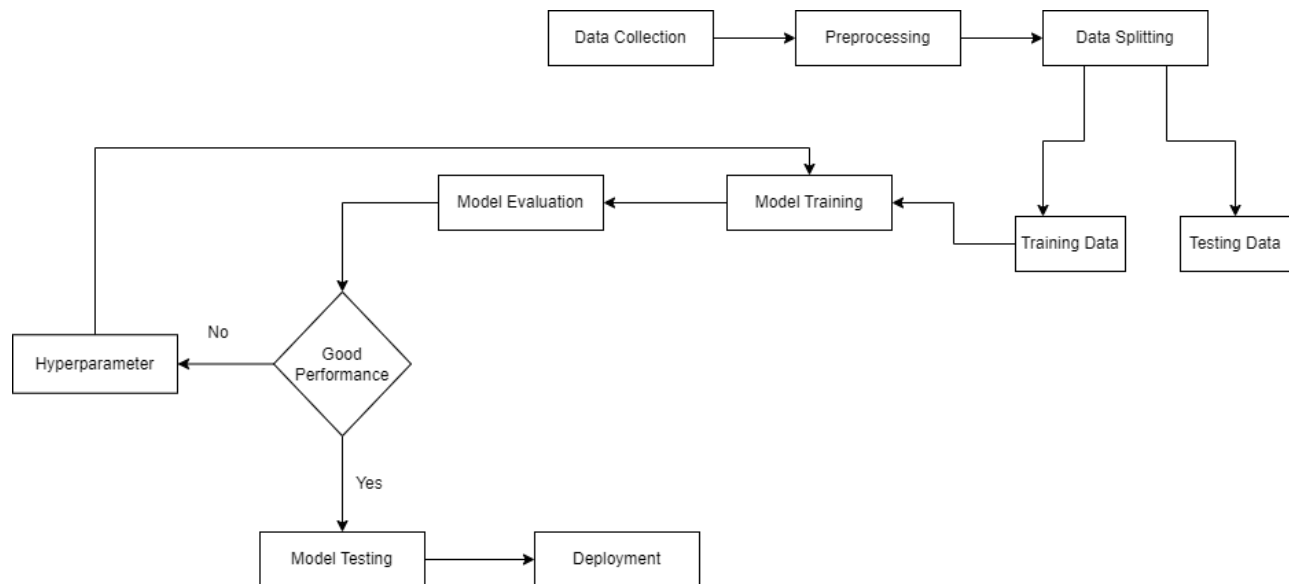 Data Collection
Preprocessing
Data Splitting
Model Evaluation
Model Training
Training Data
Testing Data
No
Hyperparameter
Good
Performance
Yes
Model Testing
Deployment